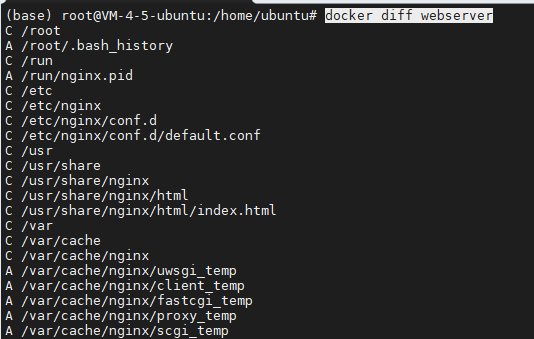 (base) root@VM-4-5-ubuntu:/home/ubuntu# docker diff webserver
C /root
A /root/.bash_history
C /run
A /run/nginx.pid
C /etc
C /etc/nginx
C /etc/nginx/conf.d
C /etc/nginx/conf.d/default.conf
C /usr
C /usr/share
C /usr/share/nginx
C /usr/share/nginx/html
C /usr/share/nginx/html/index.html
C /var
C /var/cache
C /var/cache/nginx
A /var/cache/nginx/uwsgi_temp
A /var/cache/nginx/client_temp
A /var/cache/nginx/fastcgi_temp
A /var/cache/nginx/proxy_temp
A /var/cache/nginx/scgi_temp